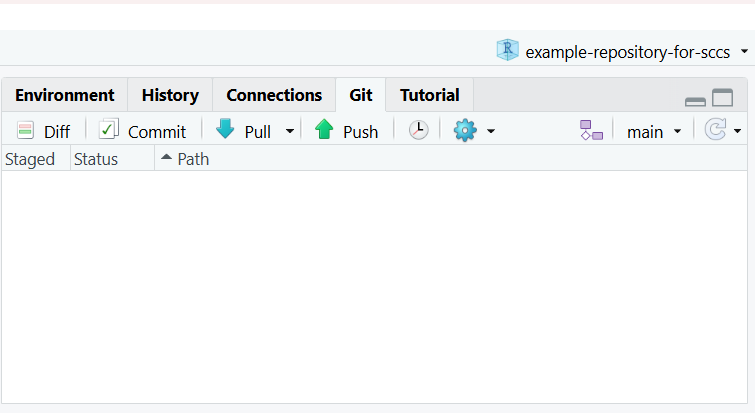 R example-repository-for-sccs
Environment History Connections Git Tutorial
Diff Commit Pull Push main
Staged Status Path